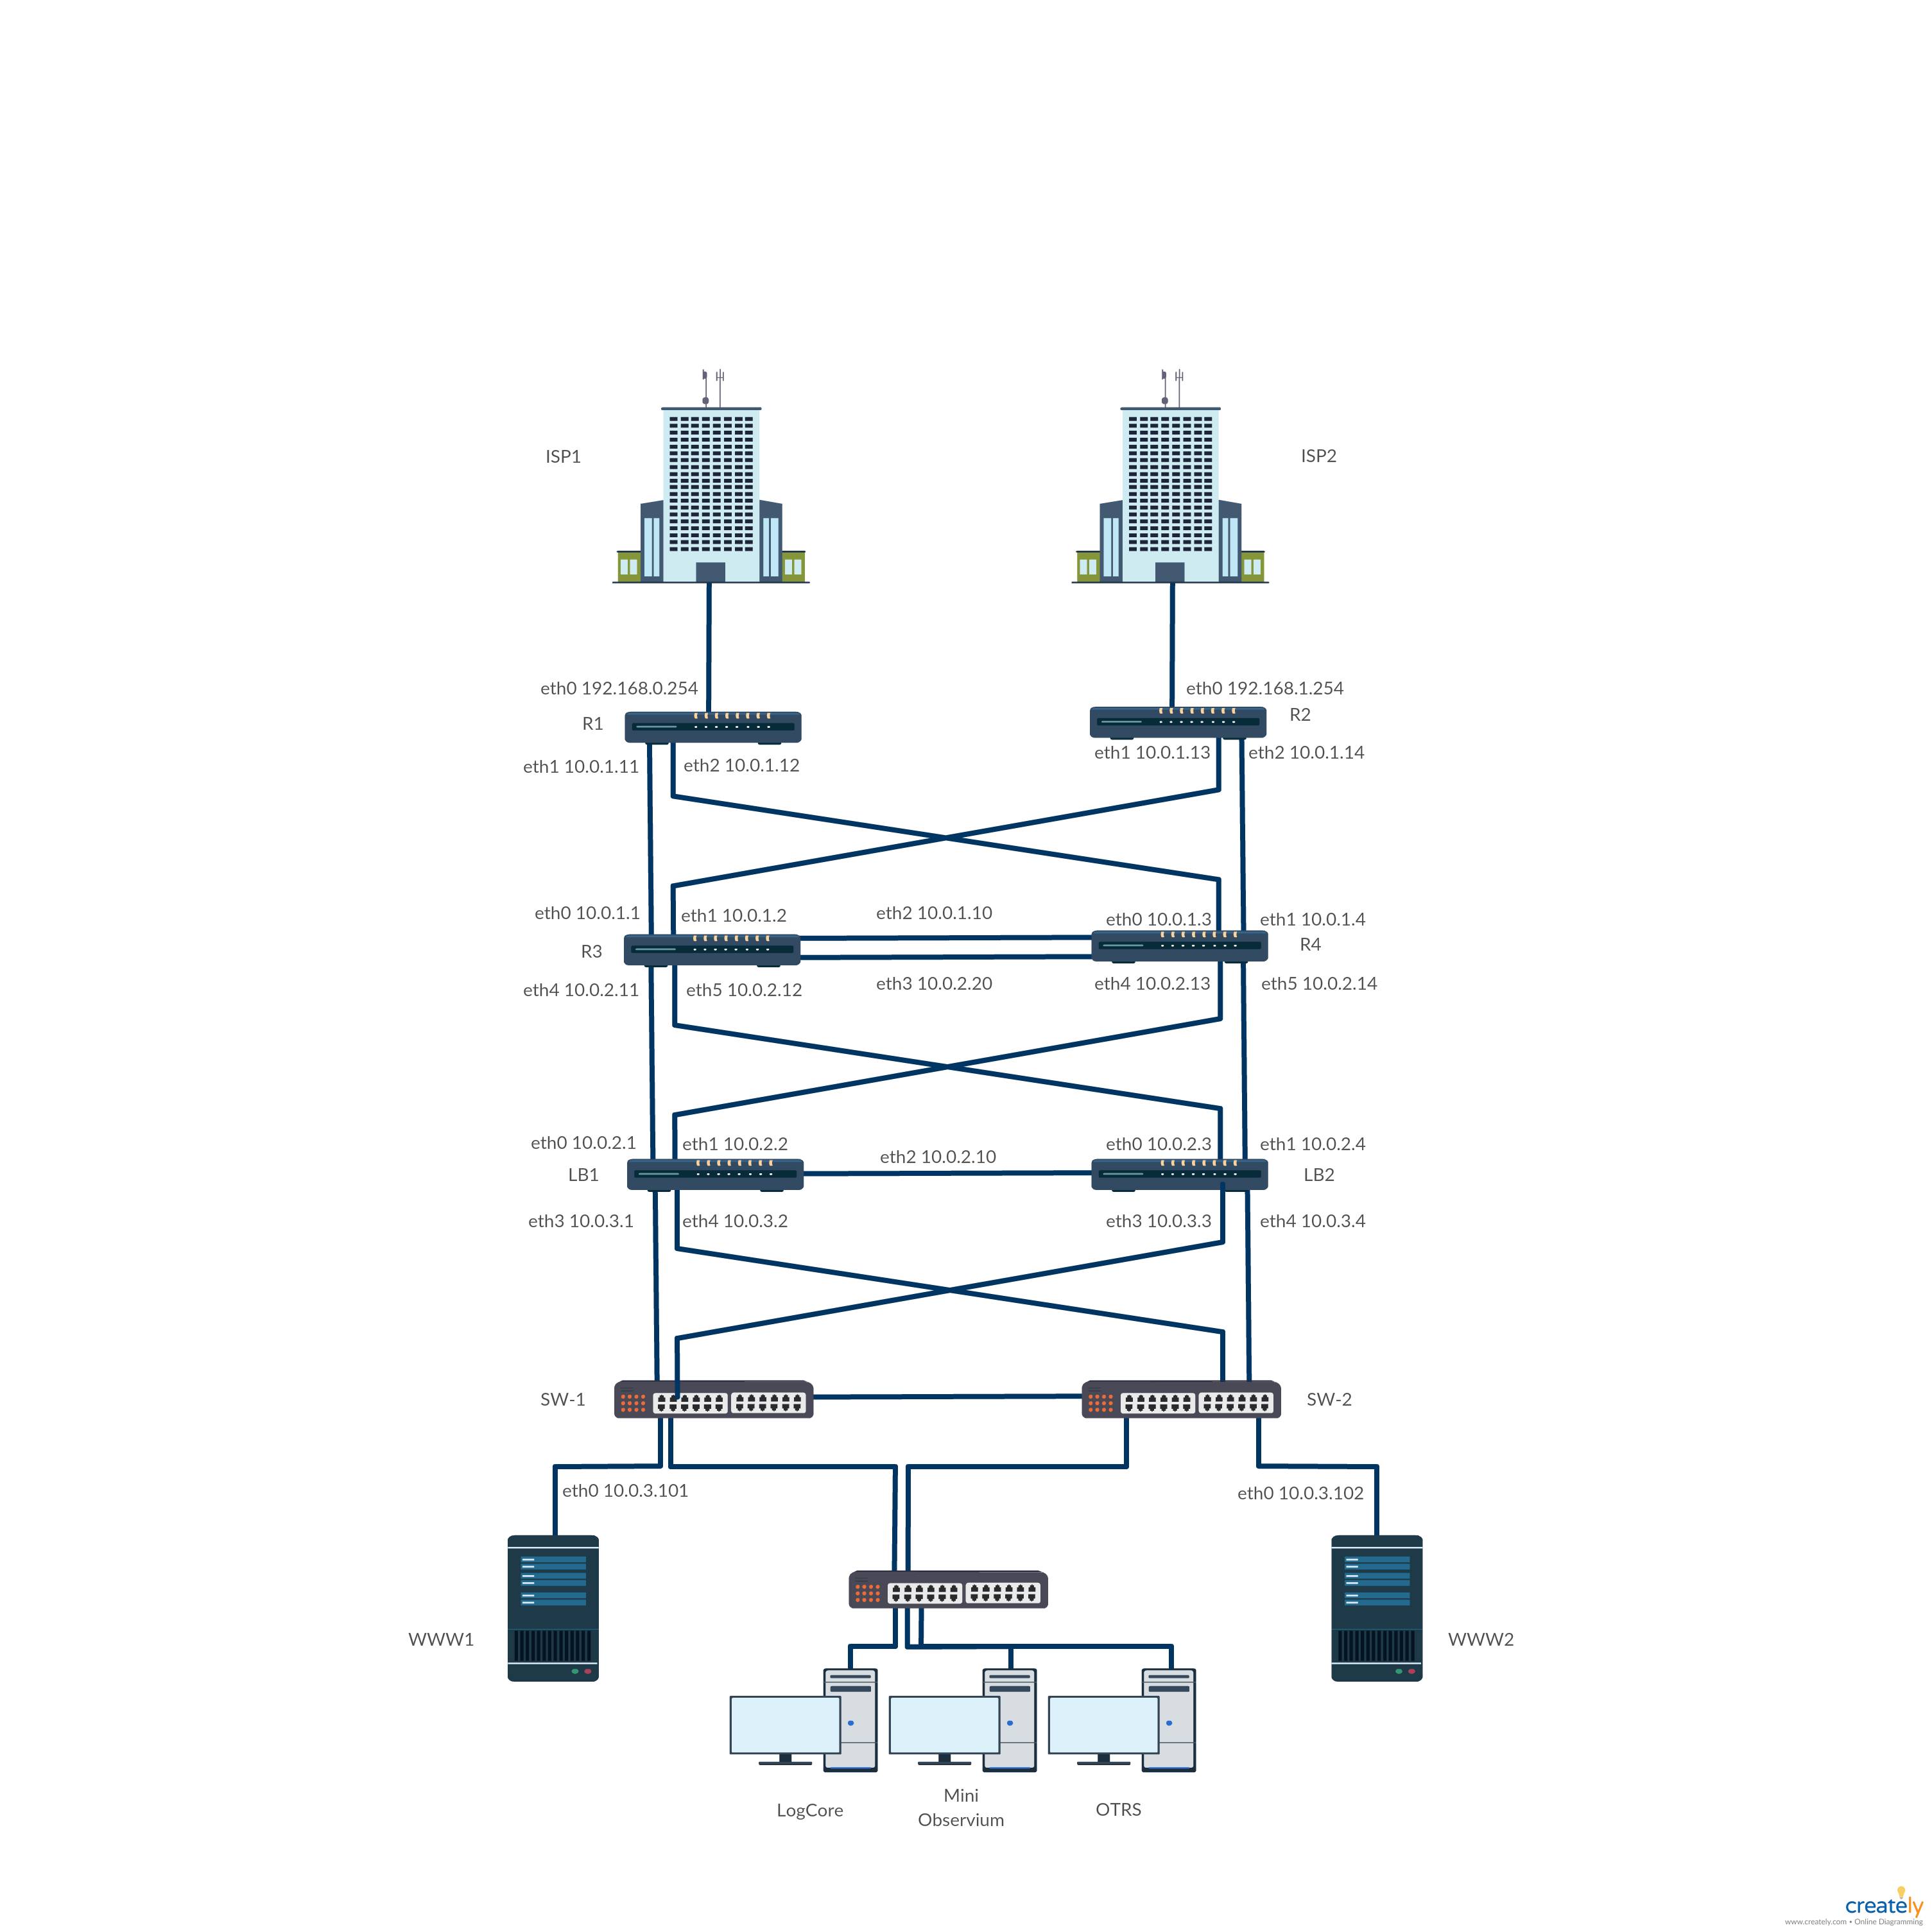 ISP1
ISP2
eth0 192.168.0.254
eth0 192.168.1.254
R1
R2
eth1 10.0.1.11
eth2 10.0.1.12
eth1 10.0.1.13
eth2 10.0.1.14
eth0 10.0.1.1
eth1 10.0.1.2
eth2 10.0.1.10
eth0 10.0.1.3
eth1 10.0.1.4
R3
R4
eth4 10.0.2.11
eth5 10.0.2.12
eth3 10.0.2.20
eth4 10.0.2.13
eth5 10.0.2.14
eth0 10.0.2.1
eth1 10.0.2.2
eth2 10.0.2.10
eth0 10.0.2.3
eth1 10.0.2.4
LB1
LB2
eth3 10.0.3.1
eth4 10.0.3.2
eth3 10.0.3.3
eth4 10.0.3.4
SW-1
SW-2
eth0 10.0.3.101
eth0 10.0.3.102
WWW1
WWW2
LogCore
Mini
Observium
OTRS
creately
www.creately.com • Online Diagramming